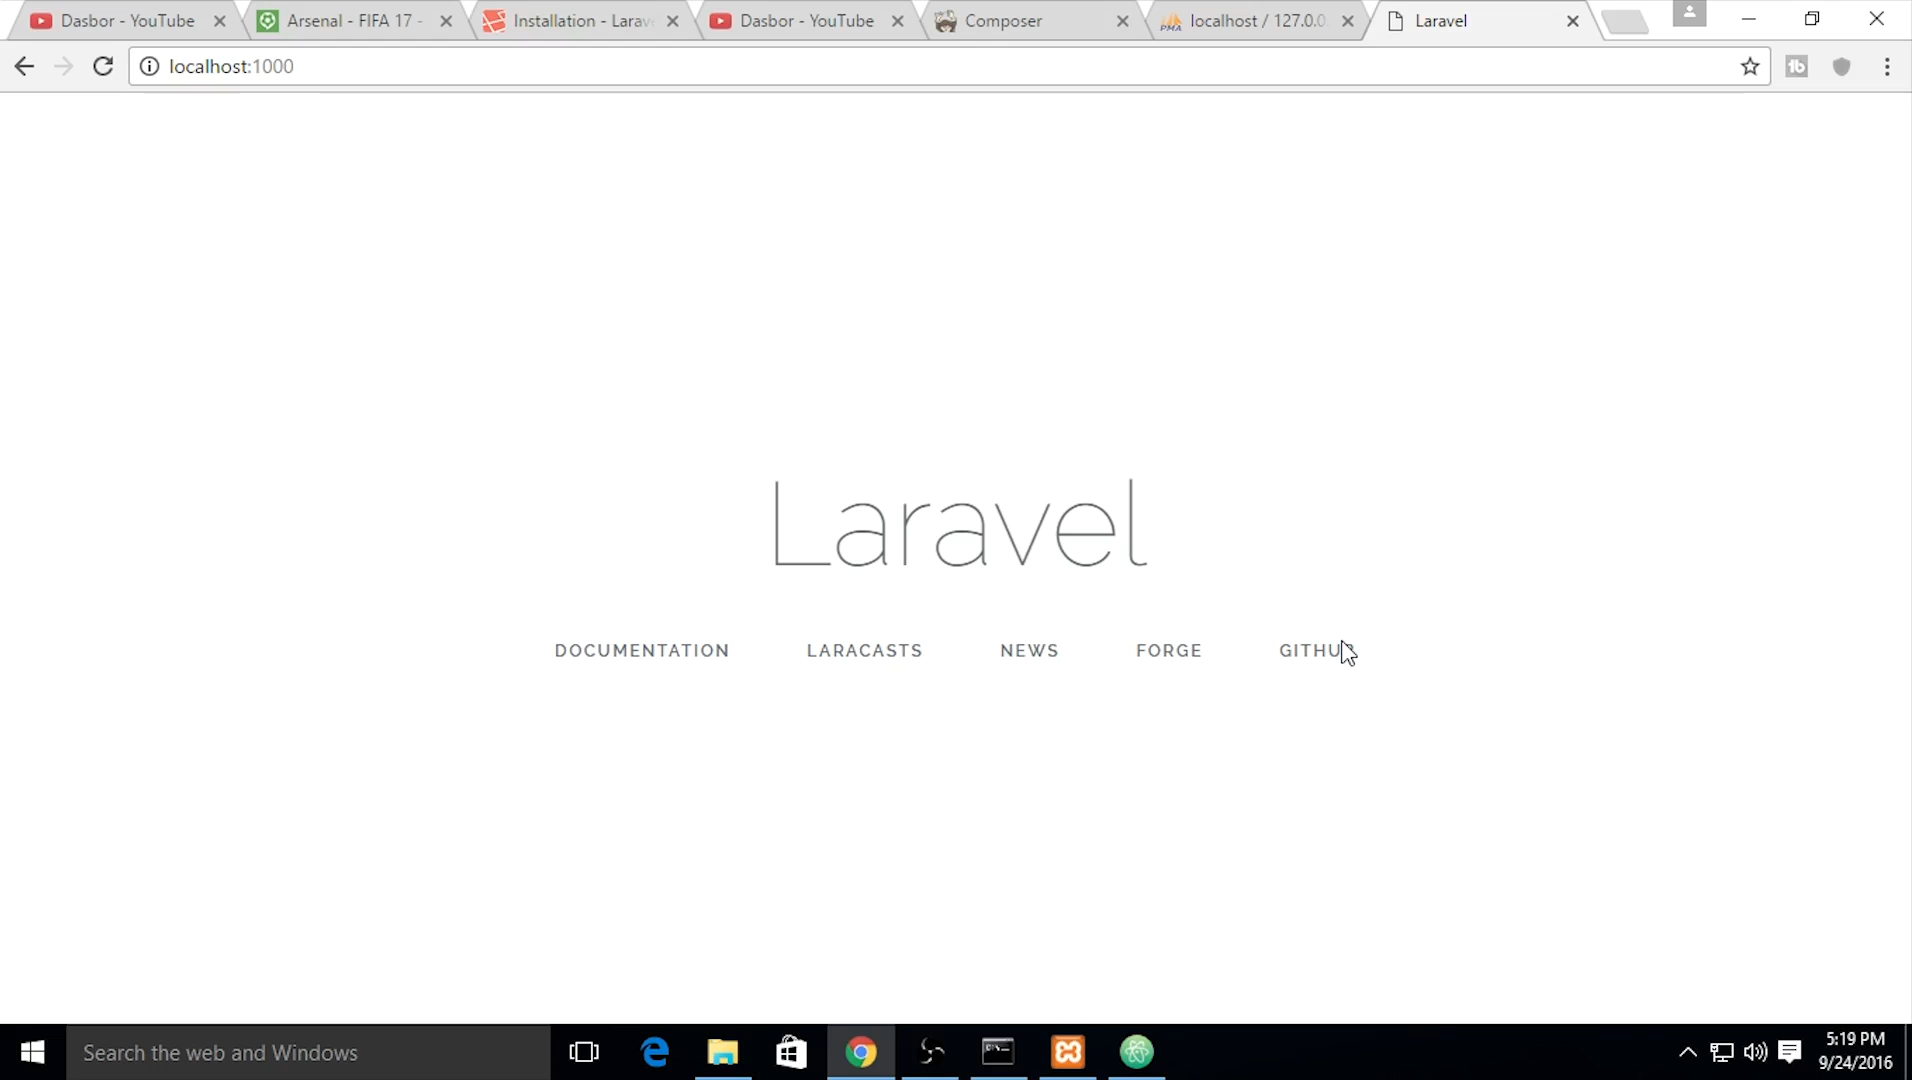 Dasbor - YouTube
Arsenal - FIFA 17 -
Installation - Larav
Dasbor - YouTube
Composer
localhost / 127.0.0
Laravel
localhost:1000
Laravel
DOCUMENTATION
LARACASTS
NEWS
FORGE
GITHUB
Search the web and Windows
5:19 PM
9/24/2016